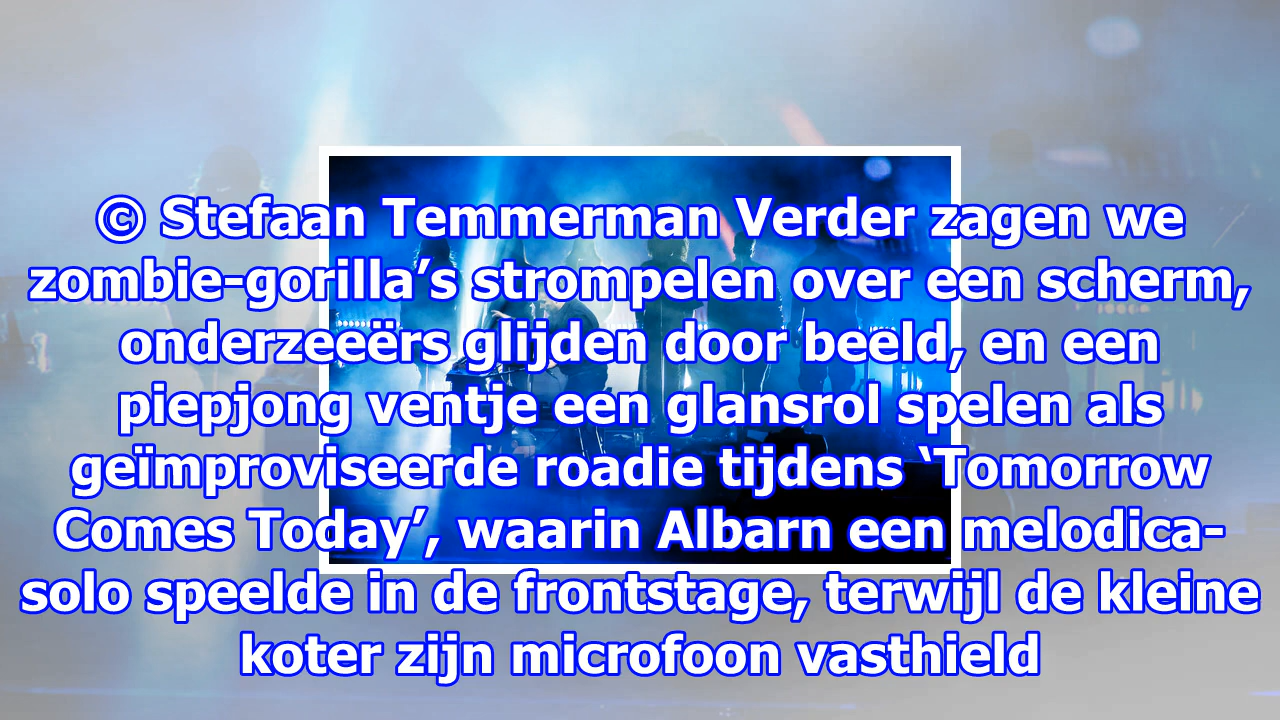 © Stefaan Temmerman Verder zagen we
zombie-gorilla’s strompelen over een scherm,
onderzeeërs glijden door beeld, en een
piepjong ventje een glansrol spelen als
geïmproviseerde roadie tijdens ‘Tomorrow
Comes Today’, waarin Albarn een melodica-
solo speelde in de frontstage, terwijl de kleine
koter zijn microfoon vasthield